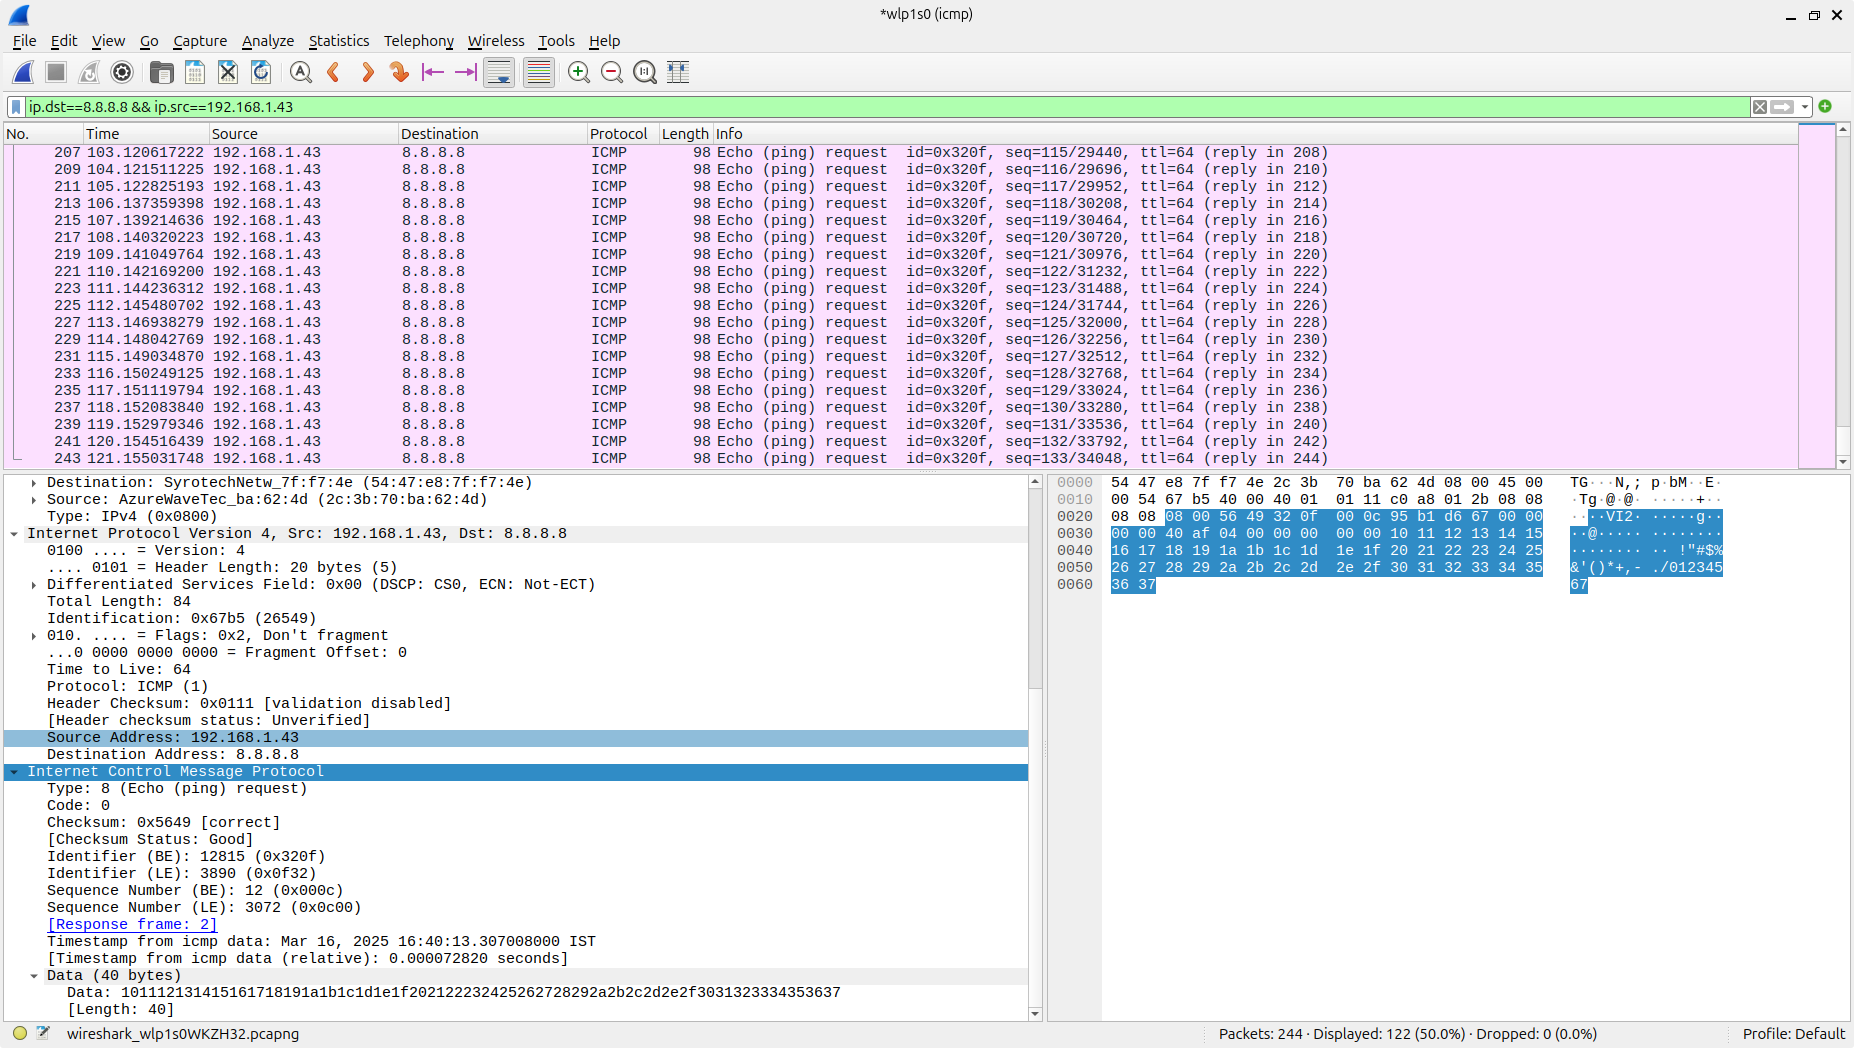 *wlp1s0 (icmp)
File Edit View Go Capture Analyze Statistics Telephony Wireless Tools Help
ip.dst==8.8.8.8 && ip.src==192.168.1.43
No. Time Source Destination Protocol Length Info
207 103.120617222 192.168.1.43 8.8.8.8 ICMP 98 Echo (ping) request id=0x320f, seq=115/29440, ttl=64 (reply in 208)
209 104.121511225 192.168.1.43 8.8.8.8 ICMP 98 Echo (ping) request id=0x320f, seq=116/29696, ttl=64 (reply in 210)
211 105.122825193 192.168.1.43 8.8.8.8 ICMP 98 Echo (ping) request id=0x320f, seq=117/29952, ttl=64 (reply in 212)
213 106.137359398 192.168.1.43 8.8.8.8 ICMP 98 Echo (ping) request id=0x320f, seq=118/30208, ttl=64 (reply in 214)
215 107.139214636 192.168.1.43 8.8.8.8 ICMP 98 Echo (ping) request id=0x320f, seq=119/30464, ttl=64 (reply in 216)
217 108.140320223 192.168.1.43 8.8.8.8 ICMP 98 Echo (ping) request id=0x320f, seq=120/30720, ttl=64 (reply in 218)
219 109.141049764 192.168.1.43 8.8.8.8 ICMP 98 Echo (ping) request id=0x320f, seq=121/30976, ttl=64 (reply in 220)
221 110.142169200 192.168.1.43 8.8.8.8 ICMP 98 Echo (ping) request id=0x320f, seq=122/31232, ttl=64 (reply in 222)
223 111.144236312 192.168.1.43 8.8.8.8 ICMP 98 Echo (ping) request id=0x320f, seq=123/31488, ttl=64 (reply in 224)
225 112.145480702 192.168.1.43 8.8.8.8 ICMP 98 Echo (ping) request id=0x320f, seq=124/31744, ttl=64 (reply in 226)
227 113.146938279 192.168.1.43 8.8.8.8 ICMP 98 Echo (ping) request id=0x320f, seq=125/32000, ttl=64 (reply in 228)
229 114.148042769 192.168.1.43 8.8.8.8 ICMP 98 Echo (ping) request id=0x320f, seq=126/32256, ttl=64 (reply in 230)
231 115.149034870 192.168.1.43 8.8.8.8 ICMP 98 Echo (ping) request id=0x320f, seq=127/32512, ttl=64 (reply in 232)
233 116.150249125 192.168.1.43 8.8.8.8 ICMP 98 Echo (ping) request id=0x320f, seq=128/32768, ttl=64 (reply in 234)
235 117.151119794 192.168.1.43 8.8.8.8 ICMP 98 Echo (ping) request id=0x320f, seq=129/33024, ttl=64 (reply in 236)
237 118.152083840 192.168.1.43 8.8.8.8 ICMP 98 Echo (ping) request id=0x320f, seq=130/33280, ttl=64 (reply in 238)
239 119.152979346 192.168.1.43 8.8.8.8 ICMP 98 Echo (ping) request id=0x320f, seq=131/33536, ttl=64 (reply in 240)
241 120.154516439 192.168.1.43 8.8.8.8 ICMP 98 Echo (ping) request id=0x320f, seq=132/33792, ttl=64 (reply in 242)
243 121.155031748 192.168.1.43 8.8.8.8 ICMP 98 Echo (ping) request id=0x320f, seq=133/34048, ttl=64 (reply in 244)
Destination: SyrotechNetw_7f:f7:4e (54:47:e8:7f:f7:4e)
Source: AzureWaveTec_ba:62:4d (2c:3b:70:ba:62:4d)
Type: IPv4 (0x0800)
Internet Protocol Version 4, Src: 192.168.1.43, Dst: 8.8.8.8
0100 .... = Version: 4
.... 0101 = Header Length: 20 bytes (5)
Differentiated Services Field: 0x00 (DSCP: CS0, ECN: Not-ECT)
Total Length: 84
Identification: 0x67b5 (26549)
010. .... = Flags: 0x2, Don't fragment
...0 0000 0000 0000 = Fragment Offset: 0
Time to Live: 64
Protocol: ICMP (1)
Header Checksum: 0x0111 [validation disabled]
[Header checksum status: Unverified]
Source Address: 192.168.1.43
Destination Address: 8.8.8.8
Internet Control Message Protocol
Type: 8 (Echo (ping) request)
Code: 0
Checksum: 0x5649 [correct]
[Checksum Status: Good]
Identifier (BE): 12815 (0x320f)
Identifier (LE): 3890 (0x0f32)
Sequence Number (BE): 12 (0x000c)
Sequence Number (LE): 3072 (0x0c00)
[Response frame: 2]
Timestamp from icmp data: Mar 16, 2025 16:40:13.307008000 IST
[Timestamp from icmp data (relative): 0.000072820 seconds]
Data (40 bytes)
Data: 101112131415161718191a1b1c1d1e1f202122232425262728292a2b2c2d2e2f3031323334353637
[Length: 40]
0000 54 47 e8 7f f7 4e 2c 3b 70 ba 62 4d 08 00 45 00 TG···N,; p·bM··E·
0010 00 54 67 b5 40 00 40 01 01 11 c0 a8 01 2b 08 08 ·Tg·@·@· ·····+··
0020 08 08 08 00 56 49 32 0f 00 0c 95 b1 d6 67 00 00 ····VI2· ·····g··
0030 00 00 40 af 04 00 00 00 00 00 10 11 12 13 14 15 ··@····· ········
0040 16 17 18 19 1a 1b 1c 1d 1e 1f 20 21 22 23 24 25 ········ ·· !"#$%
0050 26 27 28 29 2a 2b 2c 2d 2e 2f 30 31 32 33 34 35 &'()*+,- ./012345
0060 36 37 67
wireshark_wlp1s0WKZH32.pcapng
Packets: 244 · Displayed: 122 (50.0%) · Dropped: 0 (0.0%)
Profile: Default